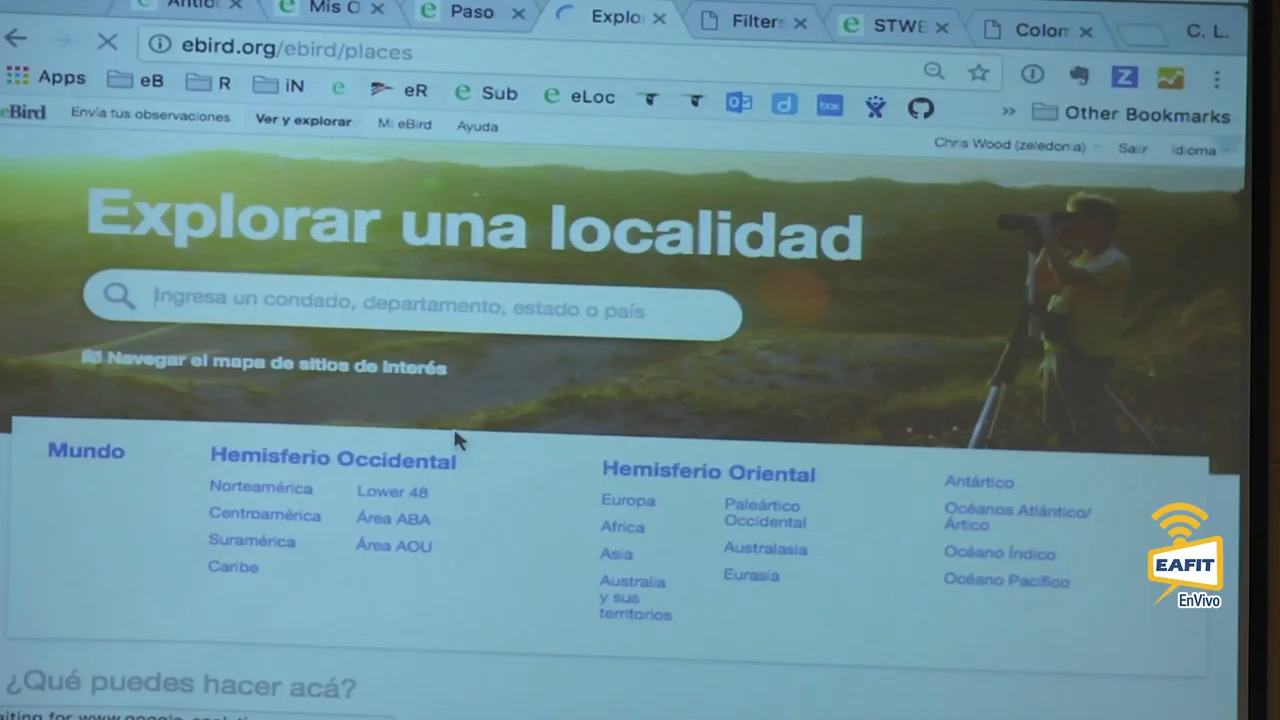 Mis C
Paso
Explo
Filters
STWE
Colom
C. L.
ebird.org/ebird/places
Apps
eB
R
iN
eR
Sub
eLoc
box
Z
Other Bookmarks
eBird
Envía tus observaciones
Ver y explorar
Mi eBird
Ayuda
Chris Wood (zeledonia)
Salir
Idioma
Explorar una localidad
Ingresa un condado, departamento, estado o país
Navegar el mapa de sitios de Interés
Mundo
Hemisferio Occidental
Norteamérica
Centroamérica
Suramérica
Caribe
Lower 48
Área ABA
Área AOU
Hemisferio Oriental
Europa
Africa
Asia
Australia
y sus
territorios
Paleártico
Occidental
Australasia
Eurasia
Antártico
Océanos Atlántico/
Ártico
Océano Índico
Océano Pacífico
EAFIT
EnVivo
¿Qué puedes hacer acá?